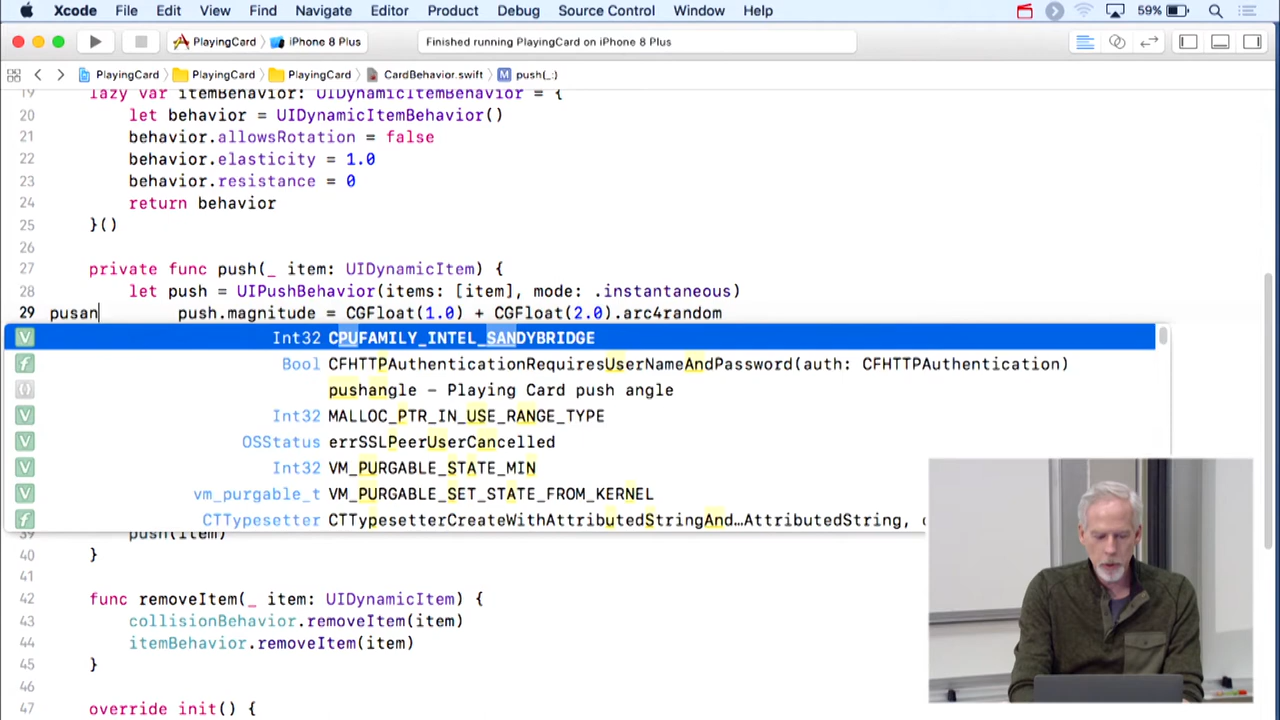 Xcode File Edit View Find Navigate Editor Product Debug Source Control Window Help 59%
PlayingCard iPhone 8 Plus Finished running PlayingCard on iPhone 8 Plus
PlayingCard PlayingCard PlayingCard CardBehavior.swift M push(_:)
19 lazy var itemBehavior: UIDynamicItemBehavior = {
20 let behavior = UIDynamicItemBehavior()
21 behavior.allowsRotation = false
22 behavior.elasticity = 1.0
23 behavior.resistance = 0
24 return behavior
25 }()
26
27 private func push(_ item: UIDynamicItem) {
28 let push = UIPushBehavior(items: [item], mode: .instantaneous)
29 pusan push.magnitude = CGFloat(1.0) + CGFloat(2.0).arc4random
V Int32 CPUFAMILY_INTEL_SANDYBRIDGE
f Bool CFHTTPAuthenticationRequiresUserNameAndPassword(auth: CFHTTPAuthentication)
{} pushangle – Playing Card push angle
V Int32 MALLOC_PTR_IN_USE_RANGE_TYPE
V OSStatus errSSLPeerUserCancelled
V Int32 VM_PURGABLE_STATE_MIN
V vm_purgable_t VM_PURGABLE_SET_STATE_FROM_KERNEL
f CTTypesetter CTTypesetterCreateWithAttributedStringAnd…AttributedString,
39 push(item)
40 }
41
42 func removeItem(_ item: UIDynamicItem) {
43 collisionBehavior.removeItem(item)
44 itemBehavior.removeItem(item)
45 }
46
47 override init() {